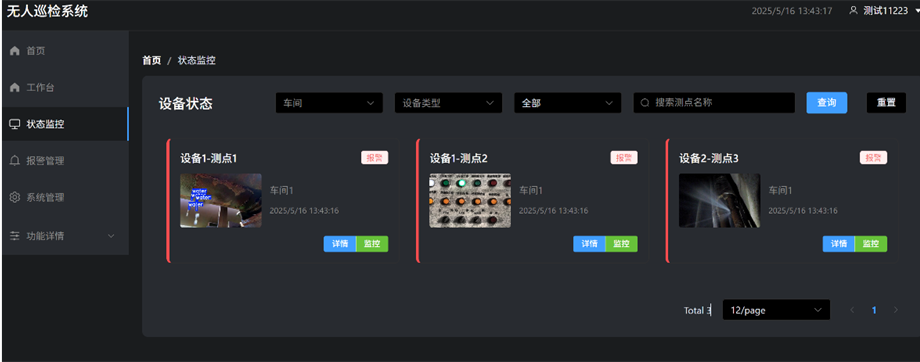 无人巡检系统
2025/5/16 13:43:17 测试11223
首页
工作台
状态监控
报警管理
系统管理
功能详情
首页 / 状态监控
设备状态 车间 设备类型 全部 搜索测点名称 查询 重置
设备1-测点1 报警
water
water
water
车间1
2025/5/16 13:43:16
详情 监控
设备1-测点2 报警
车间1
2025/5/16 13:43:16
详情 监控
设备2-测点3 报警
车间1
2025/5/16 13:43:16
详情 监控
Total 3 12/page 1